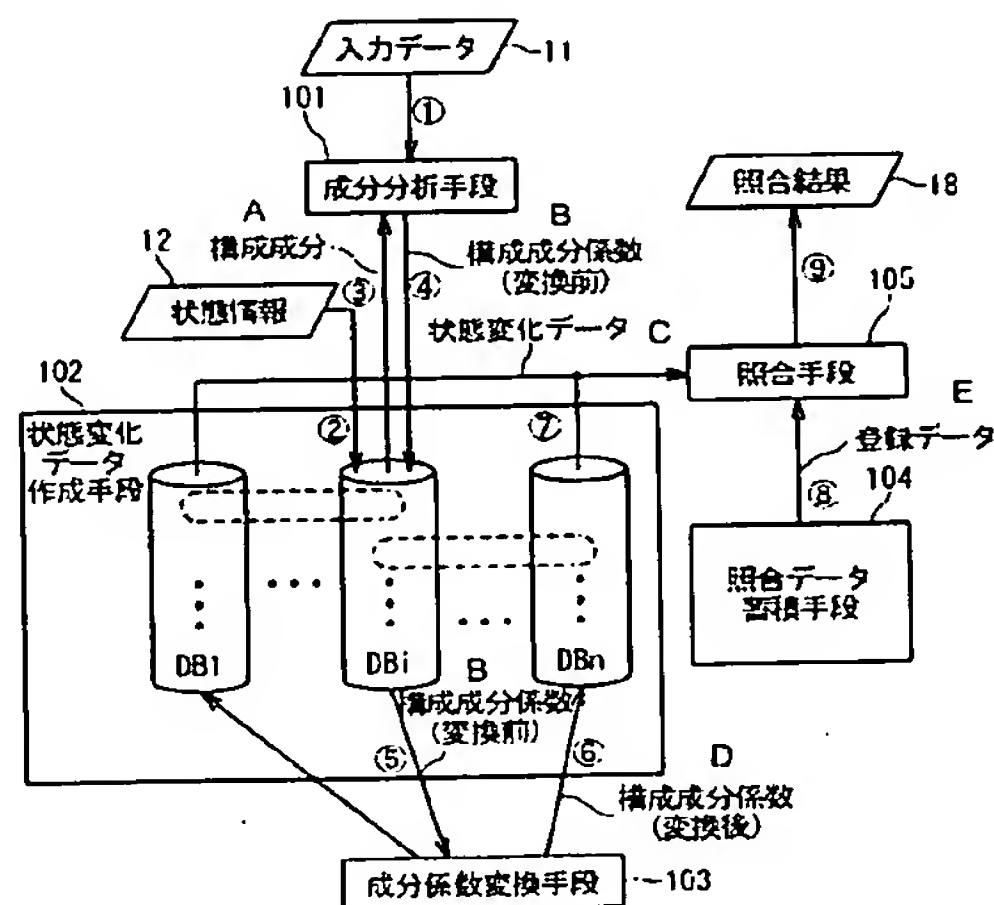 入力データ
11
101
①
成分分析手段
照合結果
18
A
B
構成成分
構成成分係数
(変換前)
⑨
12
③
④
状態情報
105
状態変化データ
C
照合手段
102
E
状態変化
データ
作成手段
②
⑦
登録データ
⑧
104
照合データ
蓄積手段
DB1
DBi
DBn
B
構成成分係数
(変換前)
⑤
⑥
D
構成成分係数
(変換後)
成分係数変換手段
103